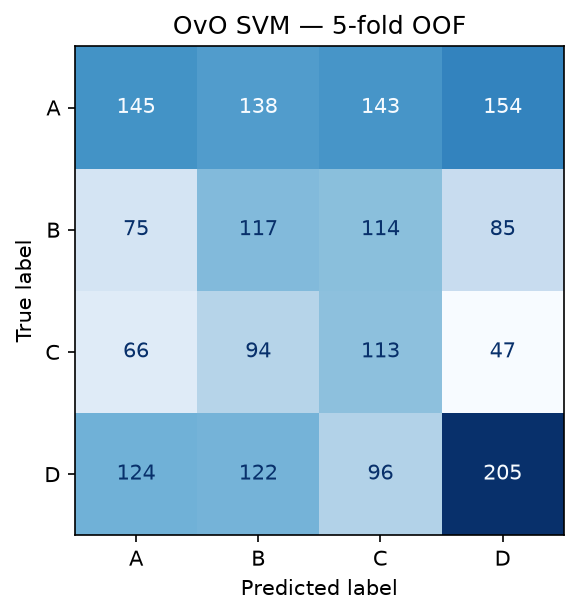 OvO SVM — 5-fold OOF
A 145 138 143 154
B 75 117 114 85
C 66 94 113 47
D 124 122 96 205
A B C D
True label
Predicted label